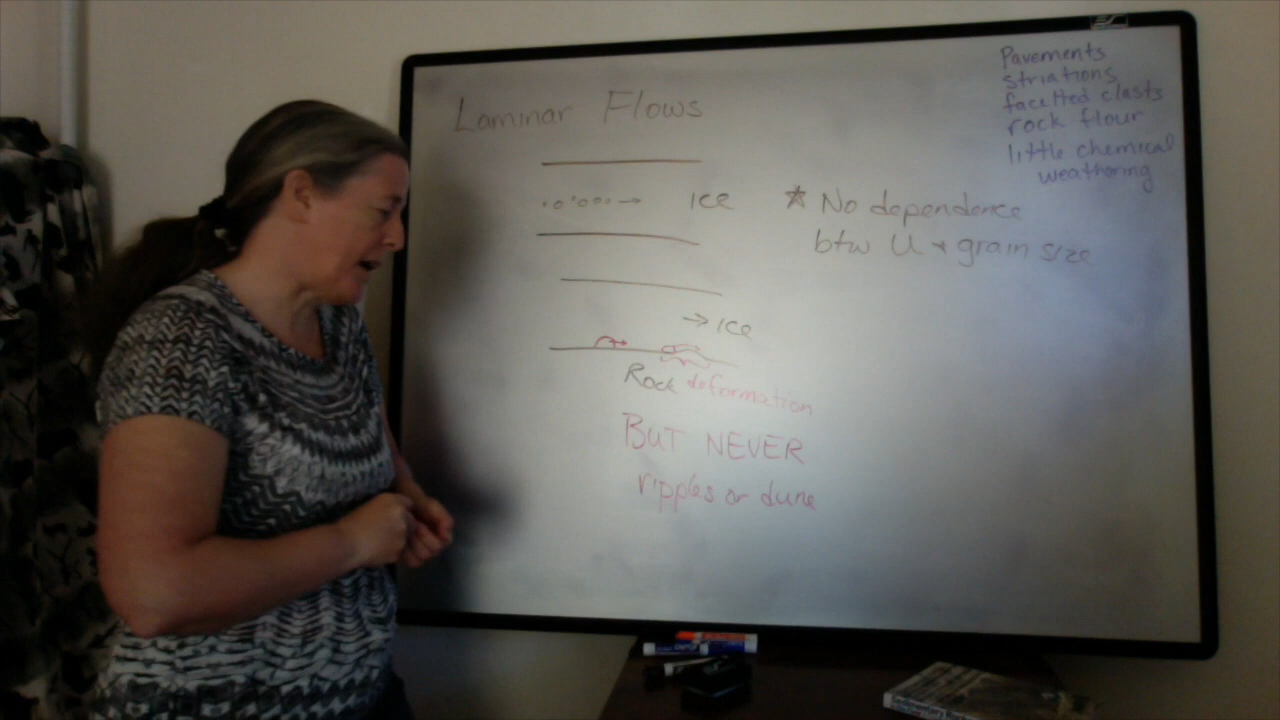 Laminar Flows
Ice
* No dependence
btw U + grain size
→ Ice
Rock deformation
BUT NEVER
ripples or dune
Pavements
striations
facetted clasts
rock flour
little chemical
weathering